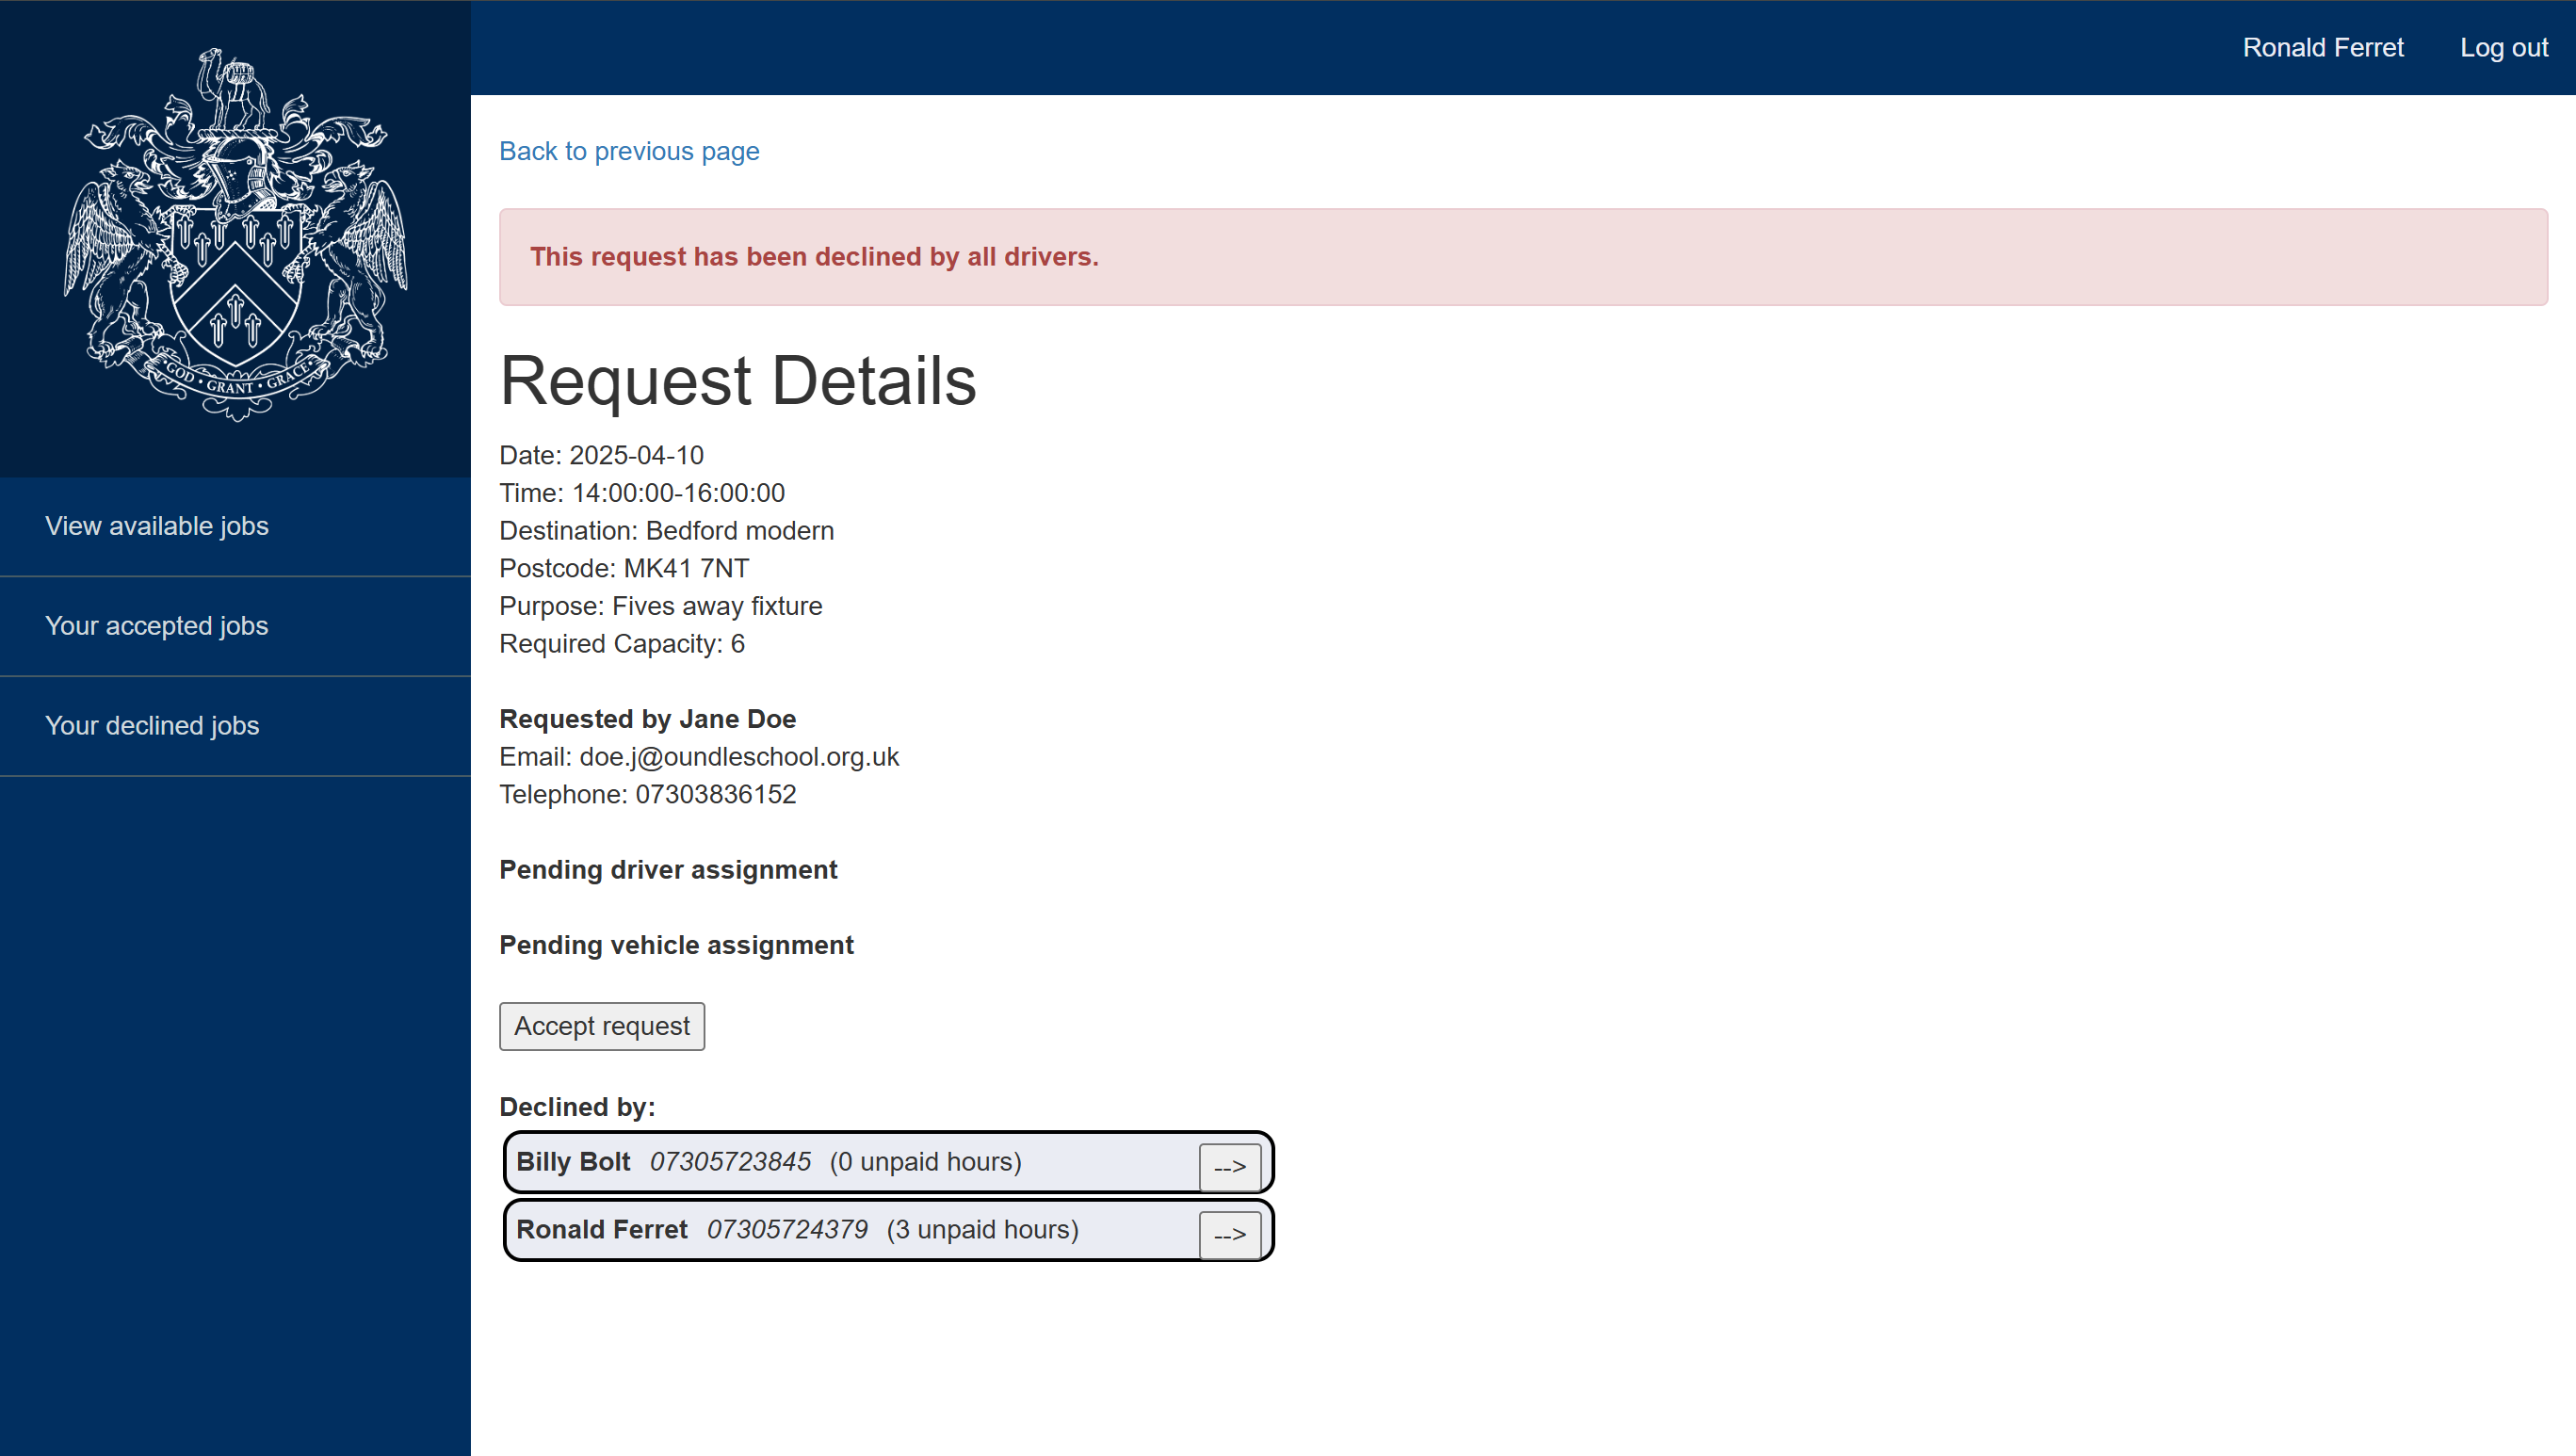 Ronald Ferret Log out
GOD · GRANT · GRACE
View available jobs
Your accepted jobs
Your declined jobs
Back to previous page
This request has been declined by all drivers.
Request Details
Date: 2025-04-10
Time: 14:00:00-16:00:00
Destination: Bedford modern
Postcode: MK41 7NT
Purpose: Fives away fixture
Required Capacity: 6
Requested by Jane Doe
Email: doe.j@oundleschool.org.uk
Telephone: 07303836152
Pending driver assignment
Pending vehicle assignment
Accept request
Declined by:
Billy Bolt 07305723845 (0 unpaid hours) -->
Ronald Ferret 07305724379 (3 unpaid hours) -->